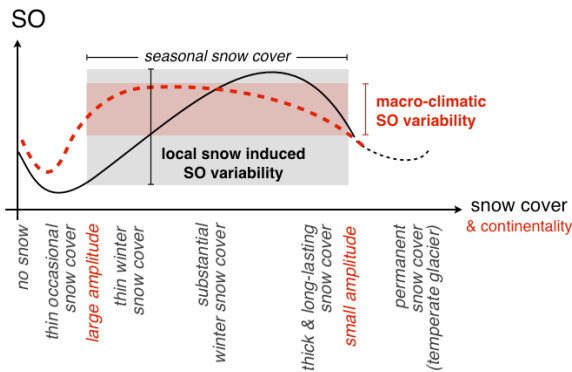 SO
seasonal snow cover
macro-climatic
SO variability
local snow induced
SO variability
snow cover
& continentality
no snow
thin occasional
snow cover
large amplitude
thin winter
snow cover
substantial
winter snow cover
thick & long-lasting
snow cover
small amplitude
permanent
snow cover
(temperate glacier)